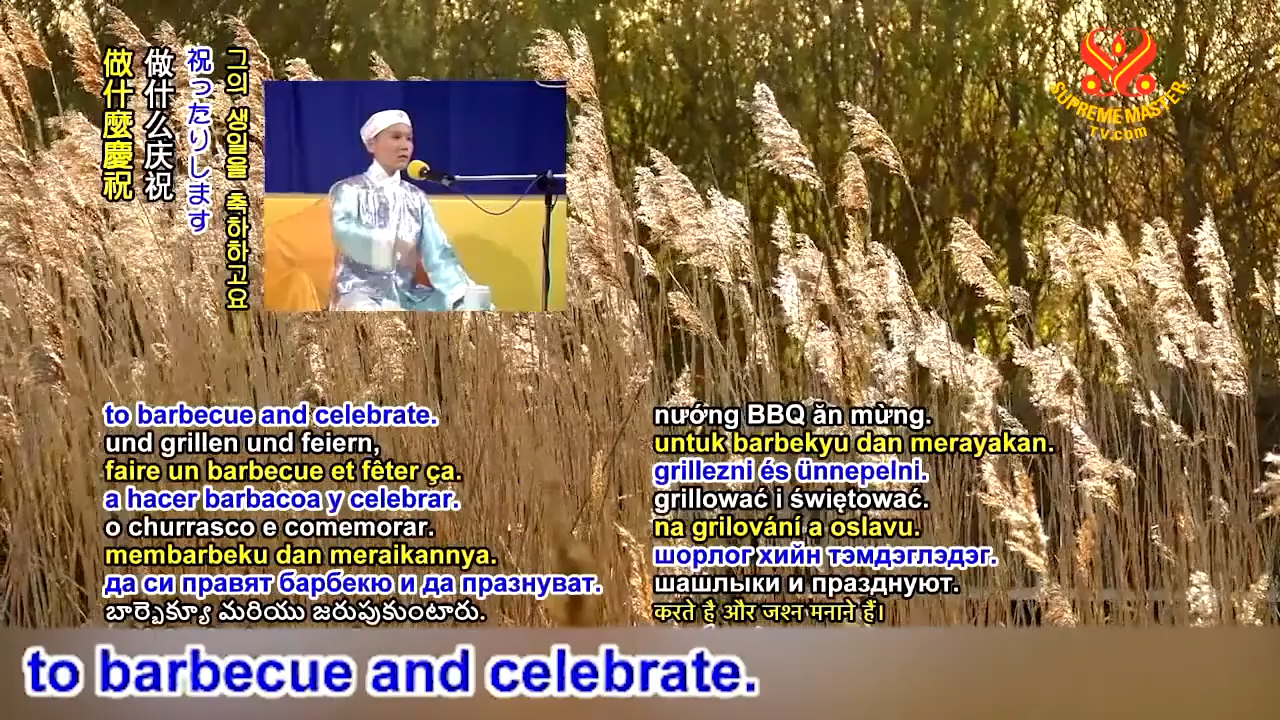 做什麼慶祝
做什么庆祝
祝ったりします
그의 생일을 축하하고요
SUPREME MASTER
TV.com
to barbecue and celebrate.
und grillen und feiern,
faire un barbecue et fêter ça.
a hacer barbacoa y celebrar.
o churrasco e comemorar.
membarbeku dan meraikannya.
да си правят барбекю и да празнуват.
బార్బెక్యూ మరియు జరుపుకుంటారు.
nướng BBQ ăn mừng.
untuk barbekyu dan merayakan.
grillezni és ünnepelni.
grillować i świętować.
na grilování a oslavu.
шорлог хийн тэмдэглэдэг.
шашлыки и празднуют.
करते है और जश्न मनाने हैं।
to barbecue and celebrate.